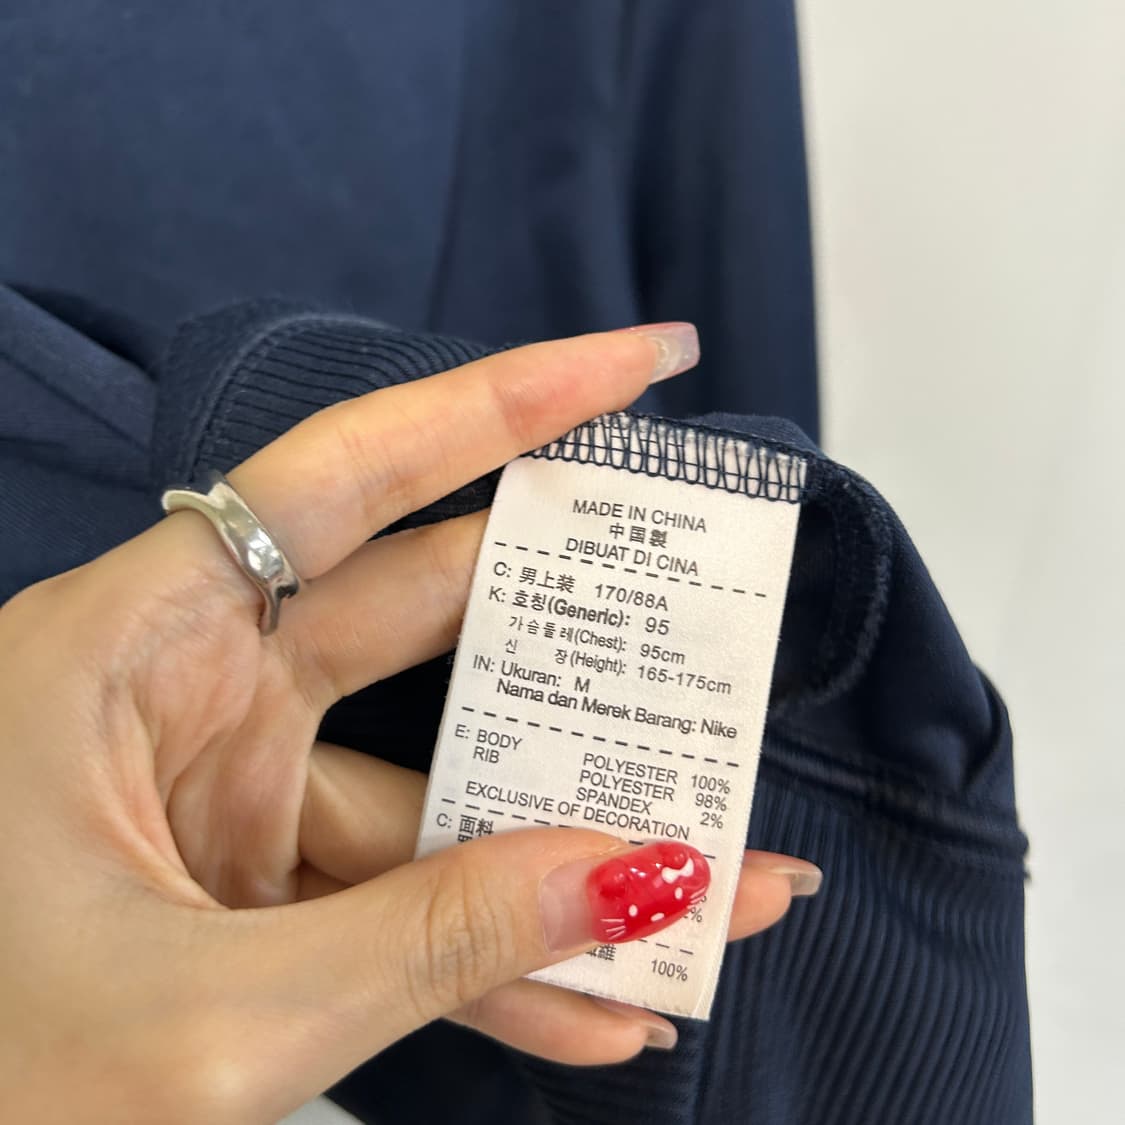 MADE IN CHINA
中国製
DIBUAT DI CINA
C: 男上装 170/88A
K: 호칭(Generic): 95
가슴둘레(Chest): 95cm
신 장(Height): 165-175cm
IN: Ukuran: M
Nama dan Merek Barang: Nike
E: BODY POLYESTER 100%
RIB POLYESTER 98%
SPANDEX 2%
EXCLUSIVE OF DECORATION
C: 面料
100%